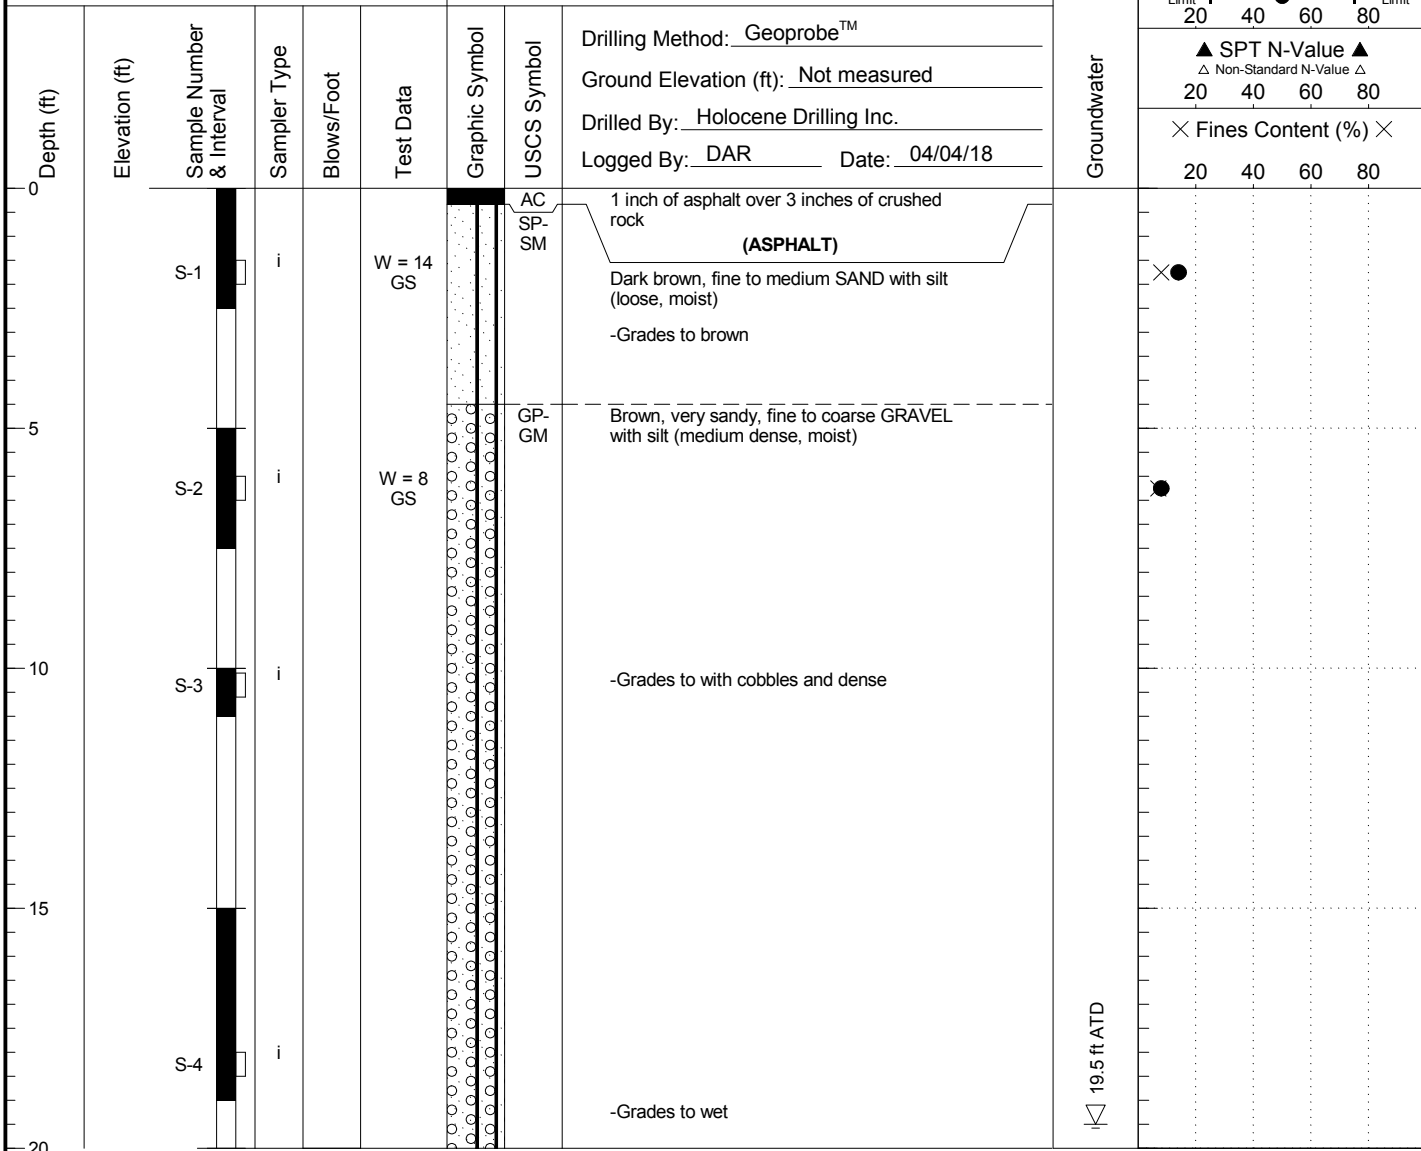 Limit Limit
20 40 60 80
Drilling Method: Geoprobe™
▲ SPT N-Value ▲
△ Non-Standard N-Value △
20 40 60 80
Ground Elevation (ft): Not measured
Drilled By: Holocene Drilling Inc.
× Fines Content (%) ×
Logged By: DAR Date: 04/04/18
20 40 60 80
Depth (ft)
Elevation (ft)
Sample Number
& Interval
Sampler Type
Blows/Foot
Test Data
Graphic Symbol
USCS Symbol
Groundwater
0
AC
1 inch of asphalt over 3 inches of crushed
rock
SP-
SM
(ASPHALT)
S-1
i
W = 14
GS
Dark brown, fine to medium SAND with silt
(loose, moist)
-Grades to brown
5
GP-
GM
Brown, very sandy, fine to coarse GRAVEL
with silt (medium dense, moist)
S-2
i
W = 8
GS
10
S-3
i
-Grades to with cobbles and dense
15
S-4
i
19.5 ft ATD
-Grades to wet
20